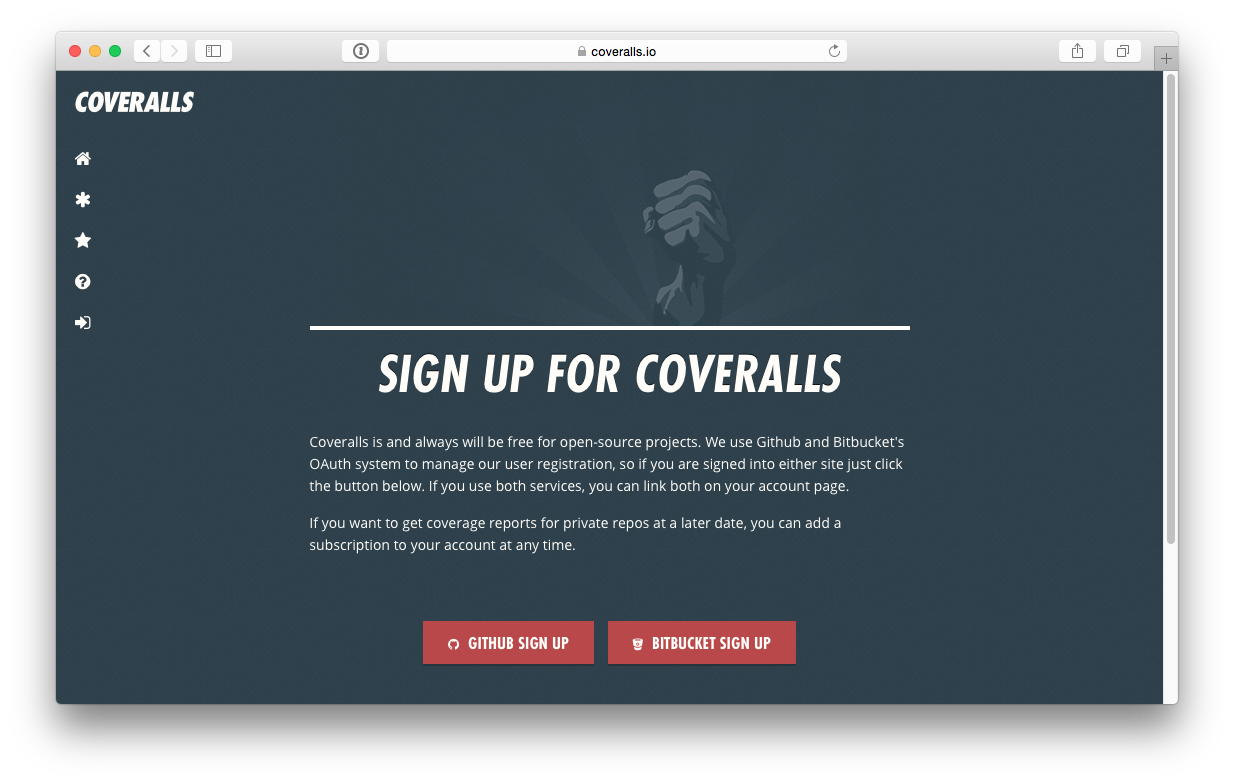 coveralls.io
COVERALLS
SIGN UP FOR COVERALLS
Coveralls is and always will be free for open-source projects. We use Github and Bitbucket's
OAuth system to manage our user registration, so if you are signed into either site just click
the button below. If you use both services, you can link both on your account page.
If you want to get coverage reports for private repos at a later date, you can add a
subscription to your account at any time.
GITHUB SIGN UP
BITBUCKET SIGN UP